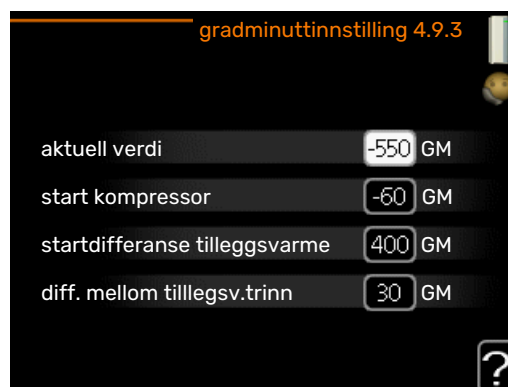 gradminuttinnstilling 4.9.3
aktuell verdi -550 GM
start kompressor -60 GM
startdifferanse tilleggsvarme 400 GM
diff. mellom tilllegsv.trinn 30 GM
?